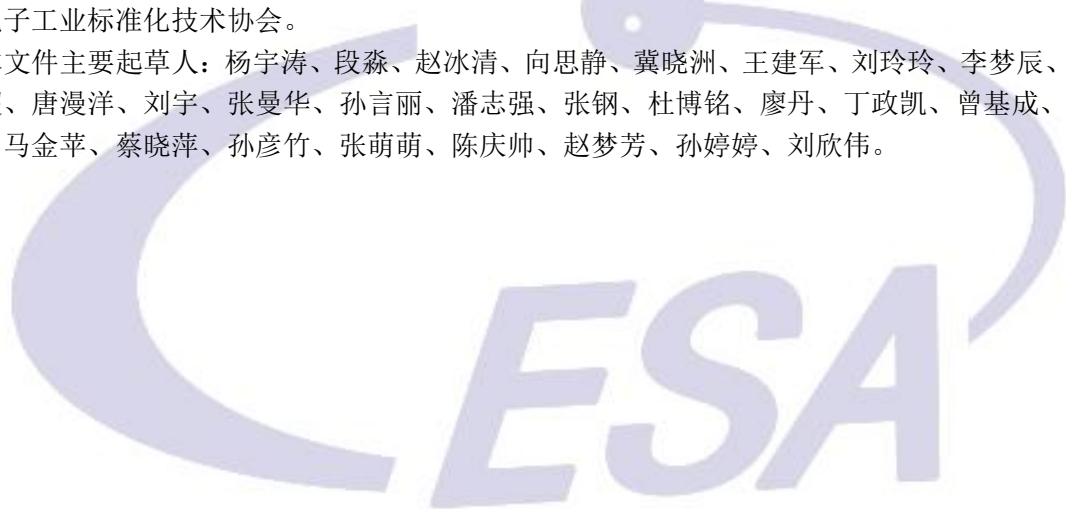 子工业标准化技术协会。
文件主要起草人：杨宇涛、段淼、赵冰清、向思静、冀晓洲、王建军、刘玲玲、李梦辰、
、唐漫洋、刘宇、张曼华、孙言丽、潘志强、张钢、杜博铭、廖丹、丁政凯、曾基成、
马金苹、蔡晓萍、孙彦竹、张萌萌、陈庆帅、赵梦芳、孙婷婷、刘欣伟。
ESA